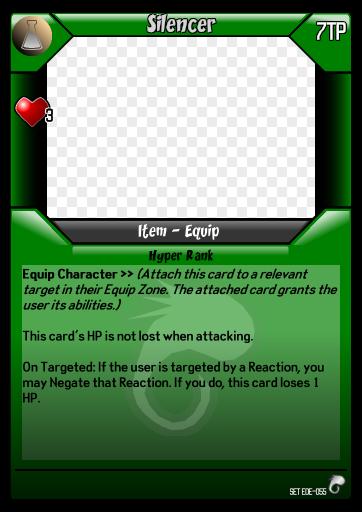 Silencer
7TP
3
Item - Equip
Hyper Rank
Equip Character >> (Attach this card to a relevant
target in their Equip Zone. The attached card grants the
user its abilities.)
This card's HP is not lost when attacking.
On Targeted: If the user is targeted by a Reaction, you
may Negate that Reaction. If you do, this card loses 1
HP.
SET EOE-055